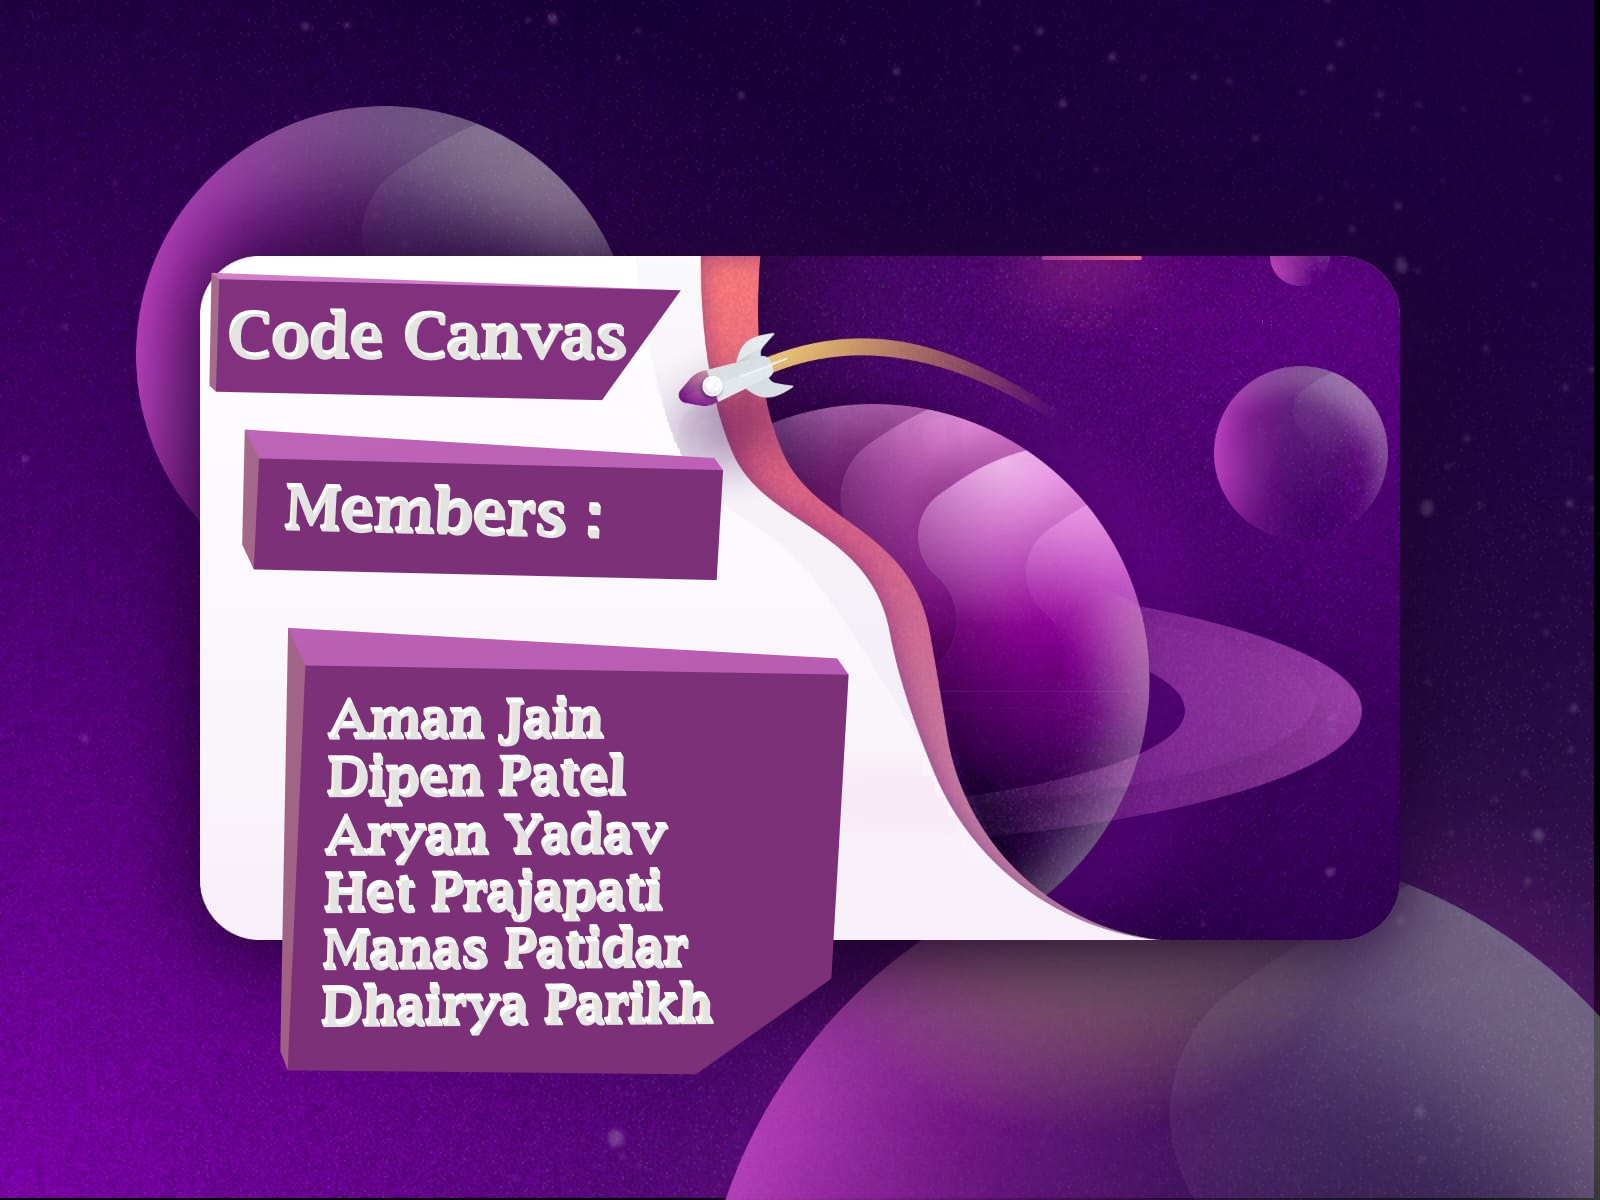 Code Canvas
Members :
Aman Jain
Dipen Patel
Aryan Yadav
Het Prajapati
Manas Patidar
Dhairya Parikh